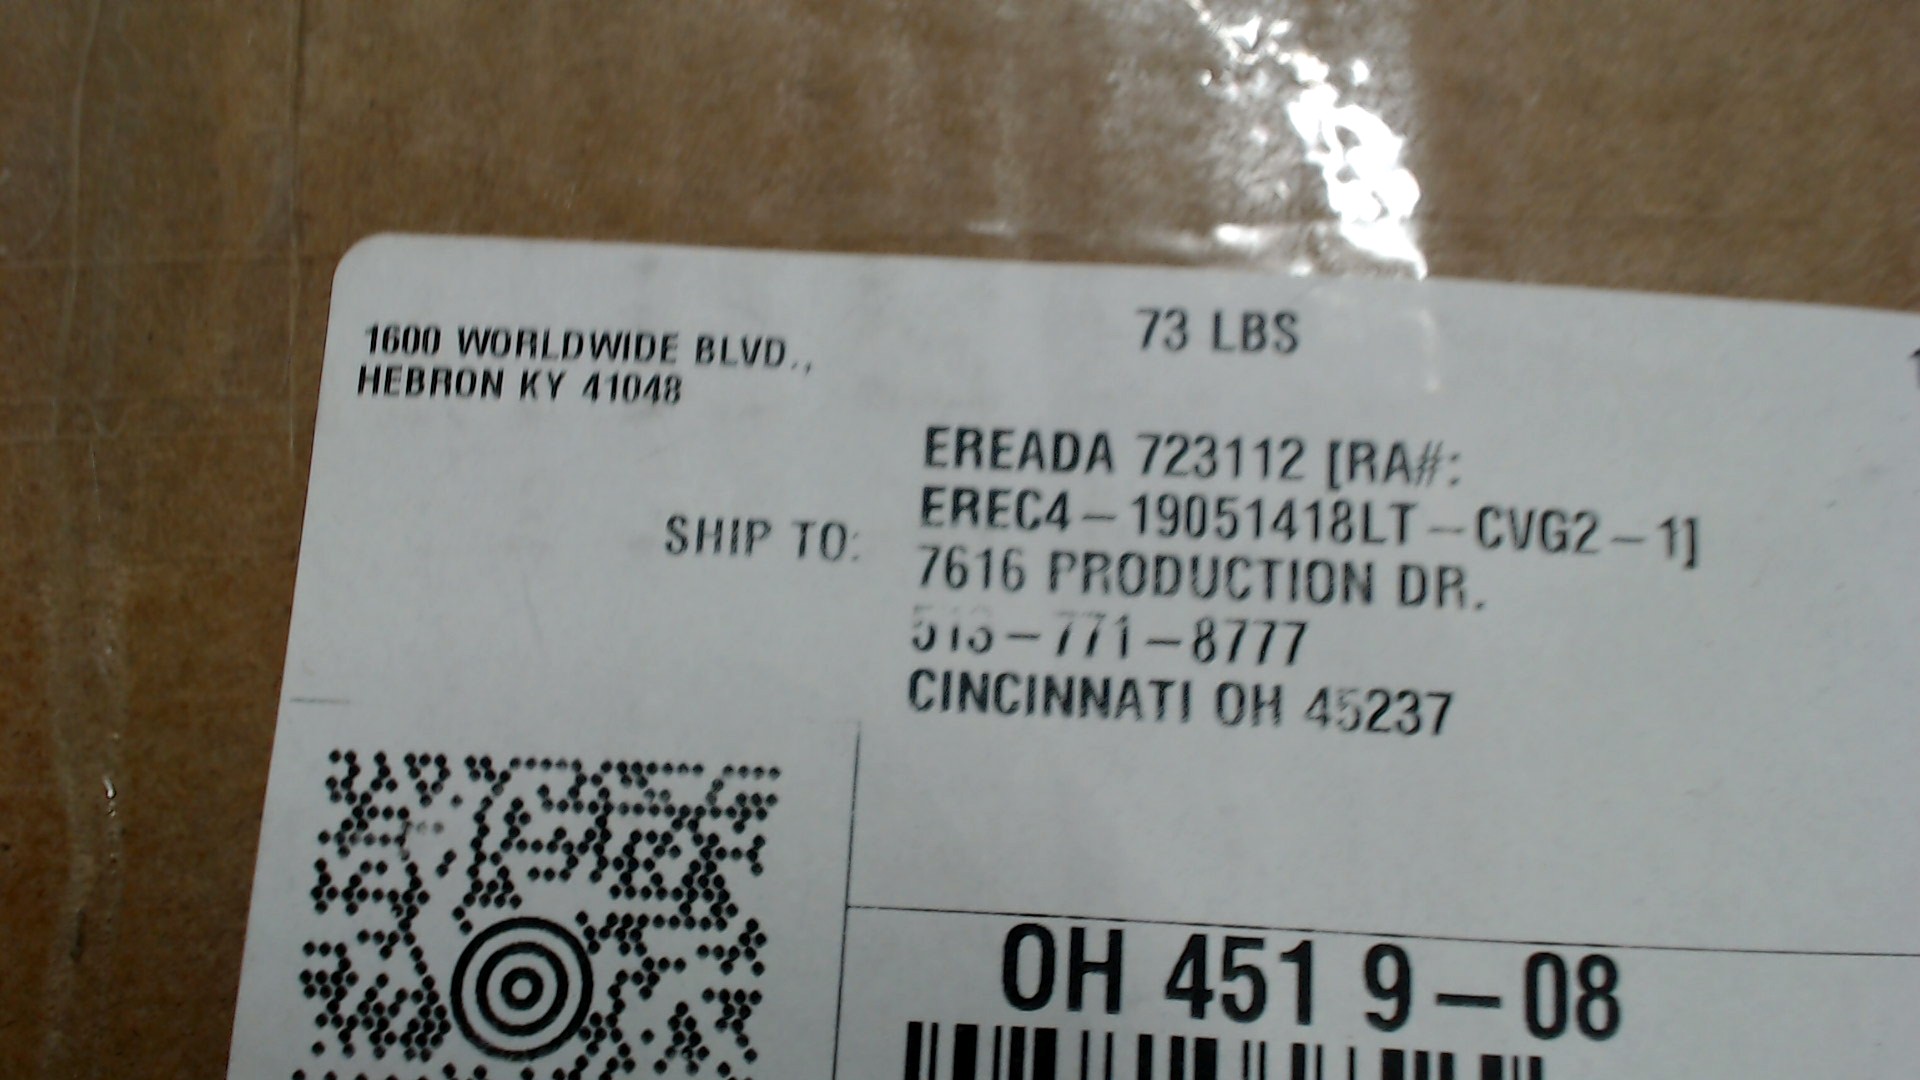 1600 WORLDWIDE BLVD.,
HEBRON KY 41048
73 LBS
SHIP TO:
EREADA 723112 [RA#:
EREC4-19051418LT-CVG2-1]
7616 PRODUCTION DR.
513-771-8777
CINCINNATI OH 45237
OH 451 9-08